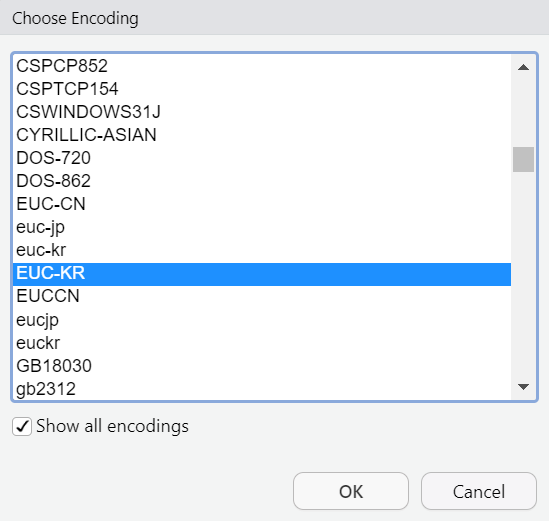 Choose Encoding
CSPCP852
CSPTCP154
CSWINDOWS31J
CYRILLIC-ASIAN
DOS-720
DOS-862
EUC-CN
euc-jp
euc-kr
EUC-KR
EUCCN
eucjp
euckr
GB18030
gb2312
Show all encodings
OK
Cancel